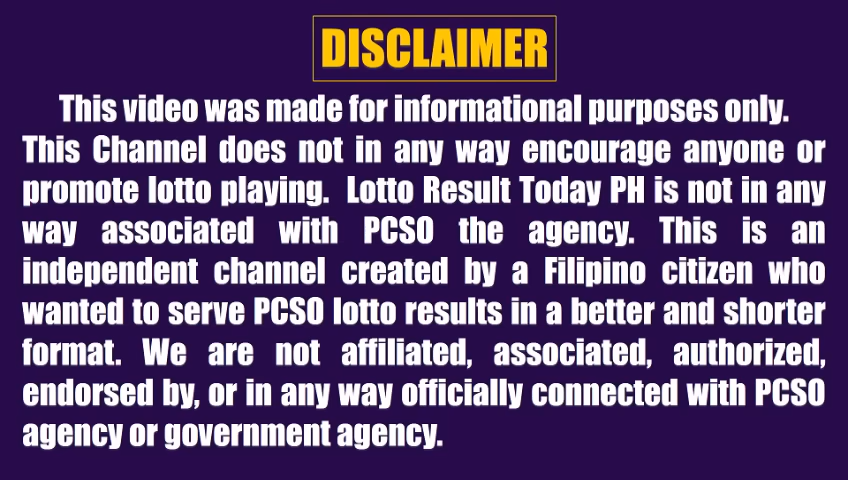 DISCLAIMER
This video was made for informational purposes only.
This Channel does not in any way encourage anyone or
promote lotto playing. Lotto Result Today PH is not in any
way associated with PCSO the agency. This is an
independent channel created by a Filipino citizen who
wanted to serve PCSO lotto results in a better and shorter
format. We are not affiliated, associated, authorized,
endorsed by, or in any way officially connected with PCSO
agency or government agency.